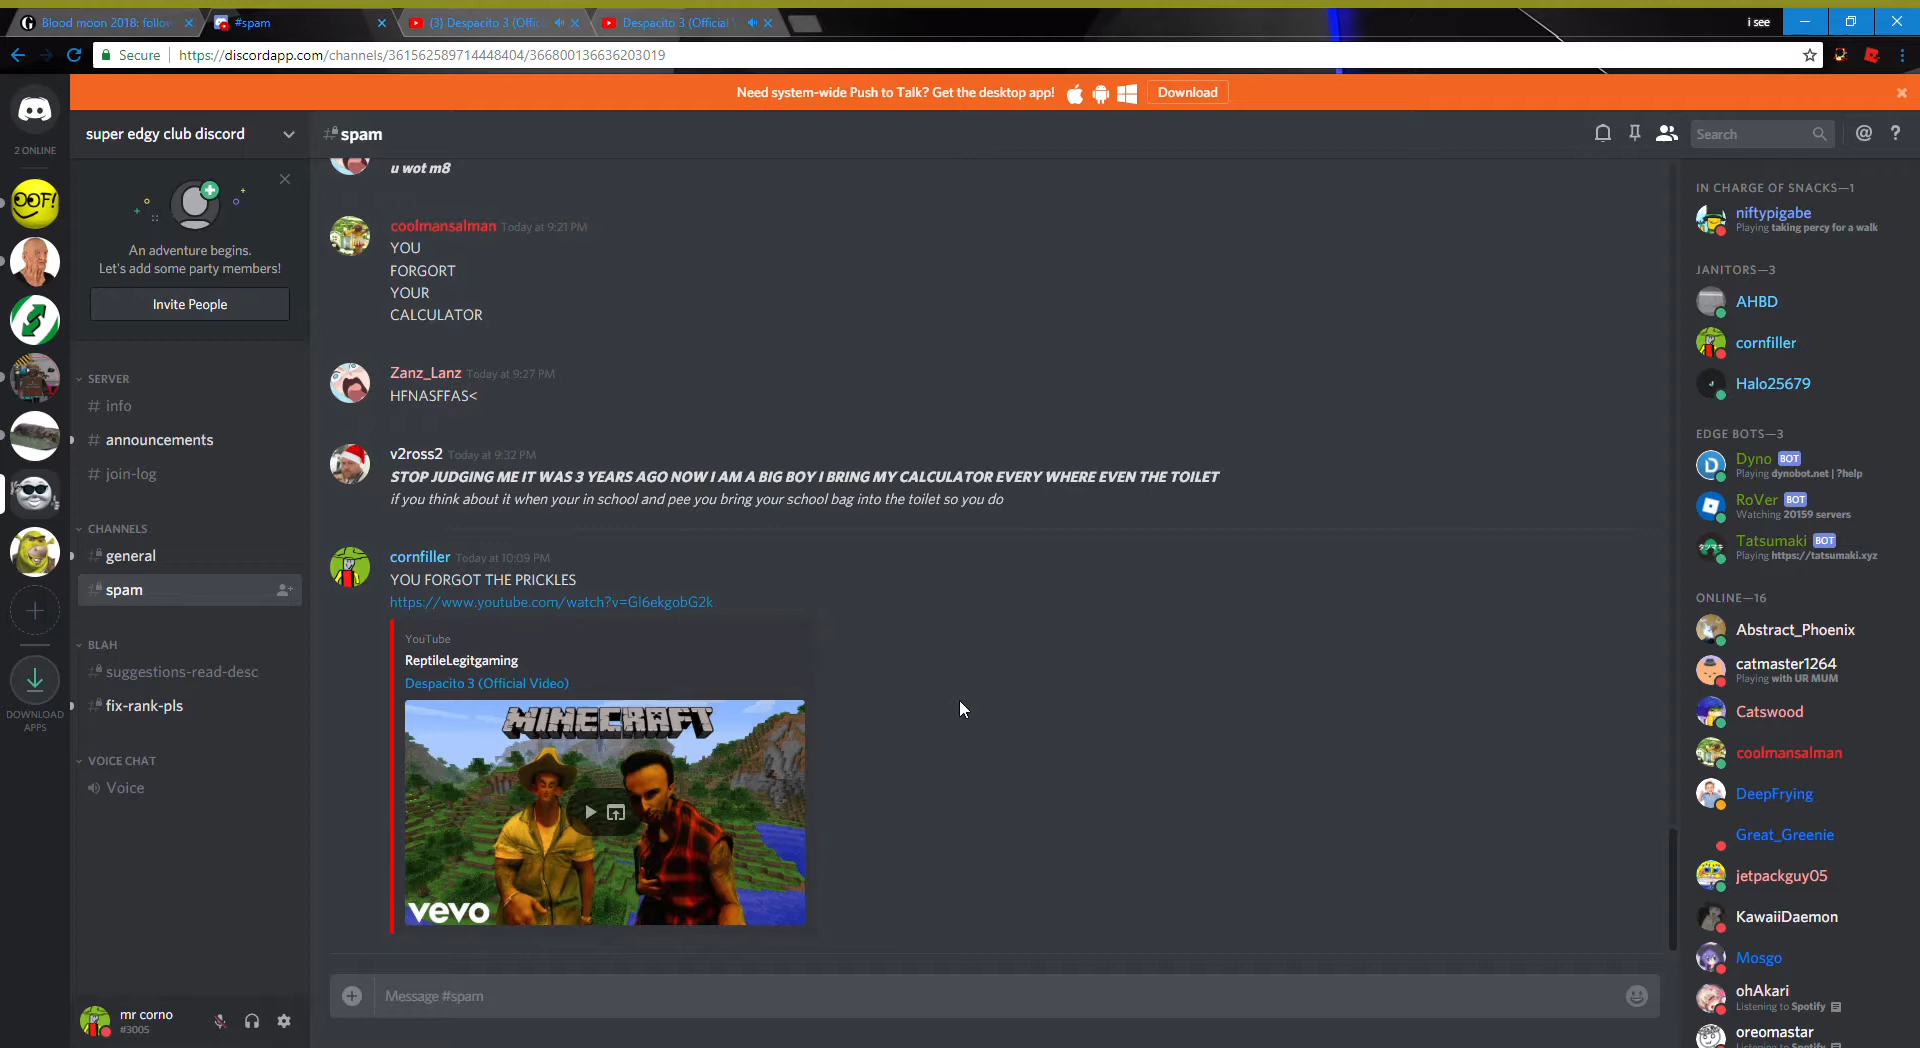 Blood moon 2018: follow
#spam
(3) Despacito 3 (Offic
Despacito 3 (Official
i see
Secure
https://discordapp.com/channels/361562589714448404/366800136636203019
Need system-wide Push to Talk? Get the desktop app!
Download
2 ONLINE
OOF!
DOWNLOAD
APPS
super edgy club discord
An adventure begins.
Let's add some party members!
Invite People
SERVER
# info
# announcements
# join-log
CHANNELS
# general
# spam
BLAH
# suggestions-read-desc
# fix-rank-pls
VOICE CHAT
Voice
mr corno
#3005
#spam
Search
@ ?
u wot m8
coolmansalman Today at 9:21 PM
YOU
FORGORT
YOUR
CALCULATOR
Zanz_Lanz Today at 9:27 PM
HFNASFFAS<
v2ross2 Today at 9:32 PM
STOP JUDGING ME IT WAS 3 YEARS AGO NOW I AM A BIG BOY I BRING MY CALCULATOR EVERY WHERE EVEN THE TOILET
if you think about it when your in school and pee you bring your school bag into the toilet so you do
cornfiller Today at 10:09 PM
YOU FORGOT THE PRICKLES
https://www.youtube.com/watch?v=Gl6ekgobG2k
YouTube
ReptileLegitgaming
Despacito 3 (Official Video)
MINECRAFT
vevo
Message #spam
IN CHARGE OF SNACKS—1
niftypigabe
Playing taking percy for a walk
JANITORS—3
AHBD
cornfiller
Halo25679
EDGE BOTS—3
Dyno BOT
Playing dynobot.net | ?help
RoVer BOT
Watching 20159 servers
Tatsumaki BOT
Playing https://tatsumaki.xyz
ONLINE—16
Abstract_Phoenix
catmaster1264
Playing with UR MUM
Catswood
coolmansalman
DeepFrying
Great_Greenie
jetpackguy05
KawaiiDaemon
Mosgo
ohAkari
Listening to Spotify
oreomastar
Listening to Spotify